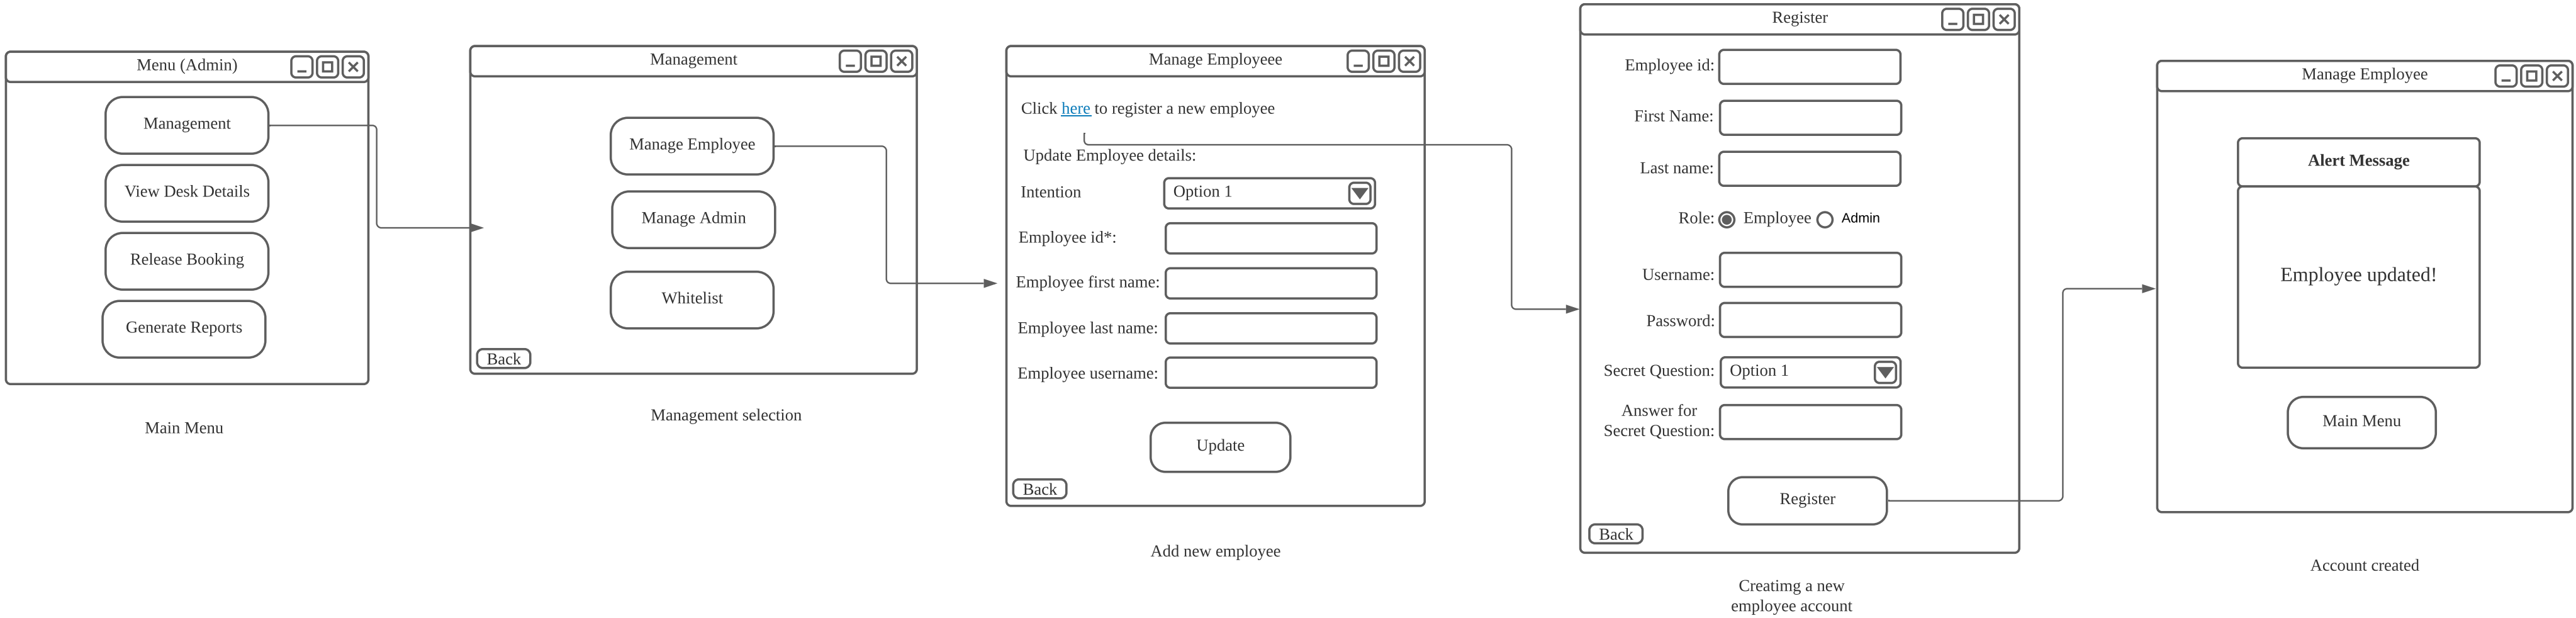 Menu (Admin)
Management
View Desk Details
Release Booking
Generate Reports
Main Menu
Management
Manage Employee
Manage Admin
Whitelist
Back
Management selection
Manage Employeee
Click here to register a new employee
Update Employee details:
Intention
Option 1
Employee id*:
Employee first name:
Employee last name:
Employee username:
Update
Back
Add new employee
Register
Employee id:
First Name:
Last name:
Role: Employee Admin
Username:
Password:
Secret Question: Option 1
Answer for
Secret Question:
Register
Back
Creatimg a new
employee account
Manage Employee
Alert Message
Employee updated!
Main Menu
Account created